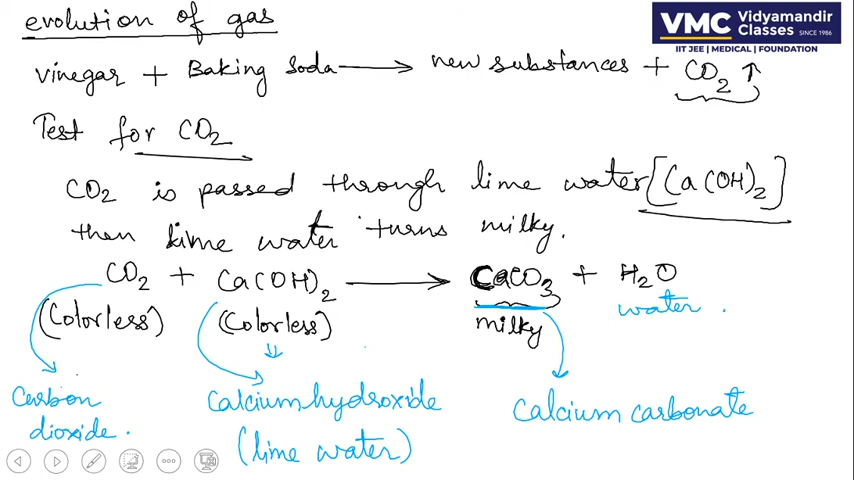 evolution of gas
VMC Vidyamandir Classes SINCE 1986
IIT JEE | MEDICAL | FOUNDATION
vinegar + Baking Soda → new substances + CO2 ↑
Test for CO2
CO2 is passed through lime water [Ca(OH)2]
then lime water turns milky.
CO2 + Ca(OH)2 → CaCO3 + H2O
(Colorless) (Colorless) milky water.
Carbon dioxide.
Calcium hydroxide
(lime water)
Calcium carbonate